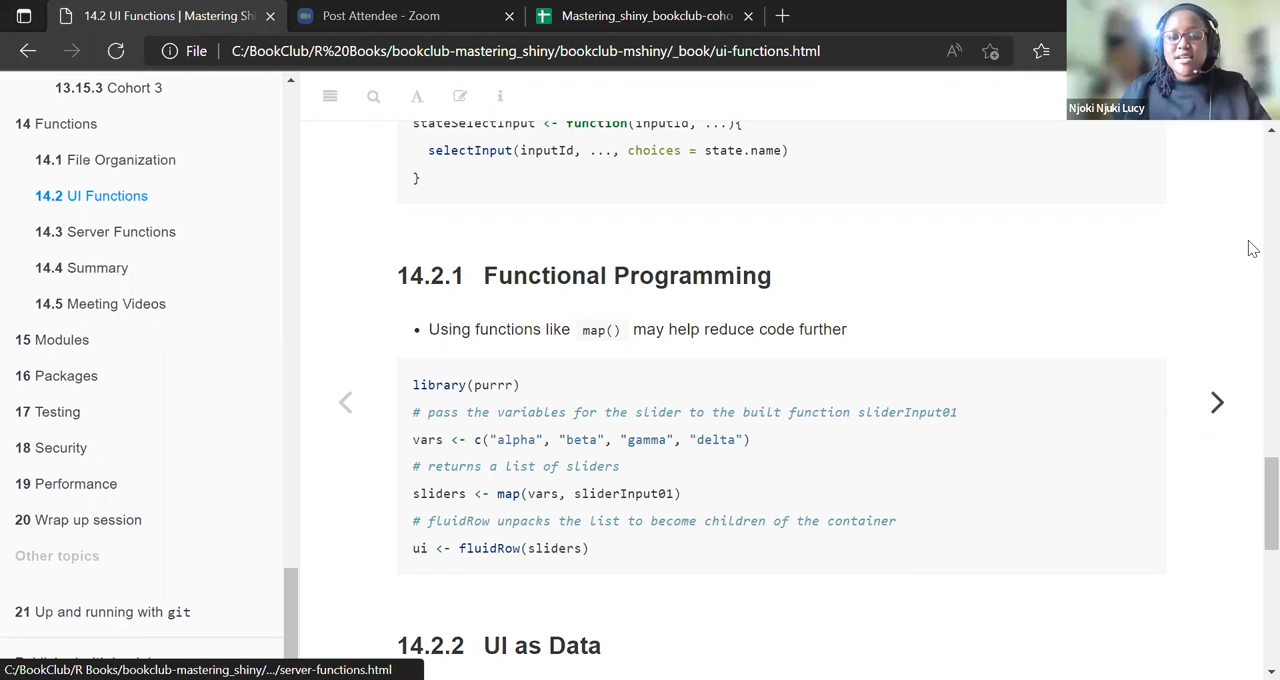 14.2 UI Functions | Mastering Shi
Post Attendee - Zoom
Mastering_shiny_bookclub-coho
File
C:/BookClub/R%20Books/bookclub-mastering_shiny/bookclub-mshiny/_book/ui-functions.html
Njoki Njuki Lucy
13.15.3 Cohort 3
14 Functions
14.1 File Organization
14.2 UI Functions
14.3 Server Functions
14.4 Summary
14.5 Meeting Videos
15 Modules
16 Packages
17 Testing
18 Security
19 Performance
20 Wrap up session
Other topics
21 Up and running with git
C:/BookClub/R Books/bookclub-mastering_shiny/.../server-functions.html
stateSelectInput <- function(inputId, ...){
selectInput(inputId, ..., choices = state.name)
}
14.2.1 Functional Programming
• Using functions like map() may help reduce code further
library(purrr)
# pass the variables for the slider to the built function sliderInput01
vars <- c("alpha", "beta", "gamma", "delta")
# returns a list of sliders
sliders <- map(vars, sliderInput01)
# fluidRow unpacks the list to become children of the container
ui <- fluidRow(sliders)
14.2.2 UI as Data